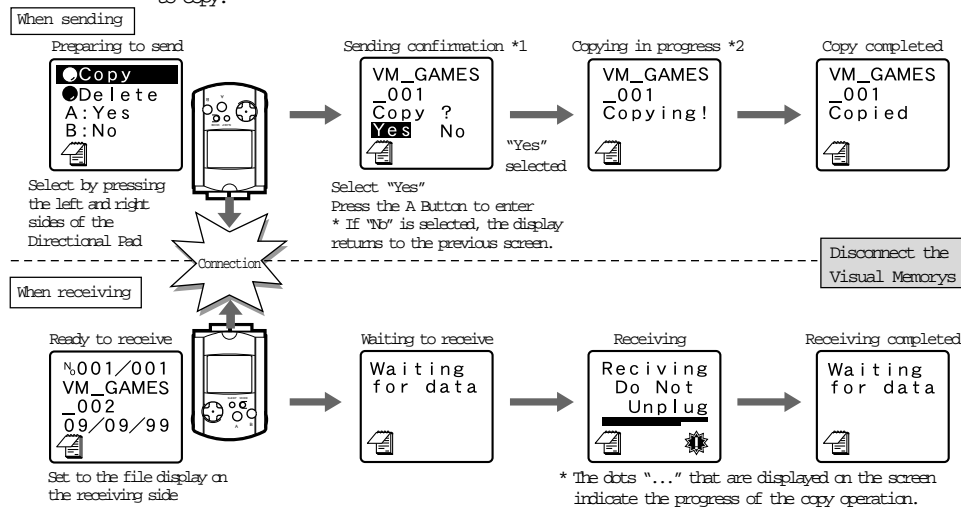 to copy.
When sending
Preparing to send
Copy
Delete
A:Yes
B:No
Select by pressing
the left and right
sides of the
Directional Pad
Sending confirmation *1
VM_GAMES
_001
Copy ?
Yes No
Select "Yes"
Press the A Button to enter
* If "No" is selected, the display
returns to the previous screen.
"Yes"
selected
Copying in progress *2
VM_GAMES
_001
Copying!
Copy completed
VM_GAMES
_001
Copied
Connection
Disconnect the
Visual Memorys
When receiving
Ready to receive
№001/001
VM_GAMES
_002
09/09/99
Set to the file display on
the receiving side
Waiting to receive
Waiting
for data
Receiving
Reciving
Do Not
Unplug
* The dots "..." that are displayed on the screen
indicate the progress of the copy operation.
Receiving completed
Waiting
for data